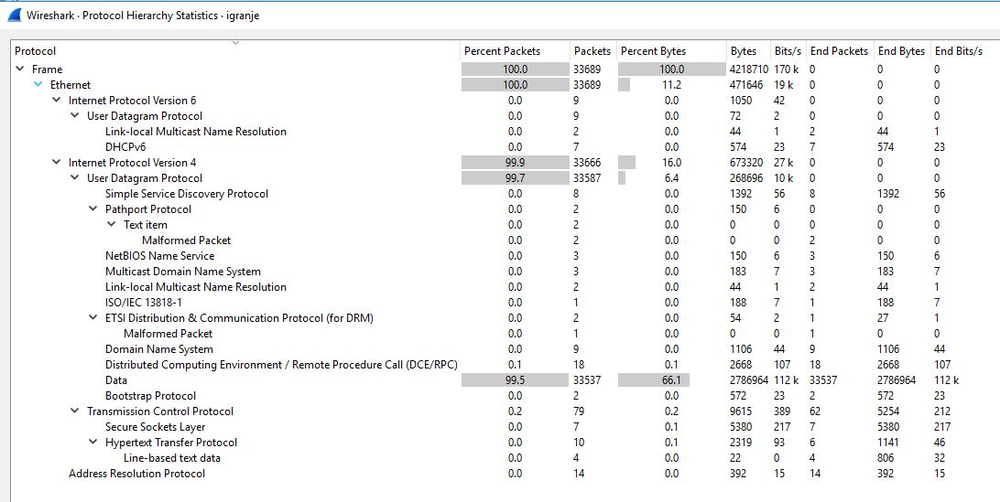 Wireshark · Protocol Hierarchy Statistics · igranje
Protocol Percent Packets Packets Percent Bytes Bytes Bits/s End Packets End Bytes End Bits/s
Frame 100.0 33689 100.0 4218710 170 k 0 0 0
Ethernet 100.0 33689 11.2 471646 19 k 0 0 0
Internet Protocol Version 6 0.0 9 0.0 1050 42 0 0 0
User Datagram Protocol 0.0 9 0.0 72 2 0 0 0
Link-local Multicast Name Resolution 0.0 2 0.0 44 1 2 44 1
DHCPv6 0.0 7 0.0 574 23 7 574 23
Internet Protocol Version 4 99.9 33666 16.0 673320 27 k 0 0 0
User Datagram Protocol 99.7 33587 6.4 268696 10 k 0 0 0
Simple Service Discovery Protocol 0.0 8 0.0 1392 56 8 1392 56
Pathport Protocol 0.0 2 0.0 150 6 0 0 0
Text item 0.0 2 0.0 0 0 0 0 0
Malformed Packet 0.0 2 0.0 0 0 2 0 0
NetBIOS Name Service 0.0 3 0.0 150 6 3 150 6
Multicast Domain Name System 0.0 3 0.0 183 7 3 183 7
Link-local Multicast Name Resolution 0.0 2 0.0 44 1 2 44 1
ISO/IEC 13818-1 0.0 1 0.0 188 7 1 188 7
ETSI Distribution & Communication Protocol (for DRM) 0.0 2 0.0 54 2 1 27 1
Malformed Packet 0.0 1 0.0 0 0 1 0 0
Domain Name System 0.0 9 0.0 1106 44 9 1106 44
Distributed Computing Environment / Remote Procedure Call (DCE/RPC) 0.1 18 0.1 2668 107 18 2668 107
Data 99.5 33537 66.1 2786964 112 k 33537 2786964 112 k
Bootstrap Protocol 0.0 2 0.0 572 23 2 572 23
Transmission Control Protocol 0.2 79 0.2 9615 389 62 5254 212
Secure Sockets Layer 0.0 7 0.1 5380 217 7 5380 217
Hypertext Transfer Protocol 0.0 10 0.1 2319 93 6 1141 46
Line-based text data 0.0 4 0.0 22 0 4 806 32
Address Resolution Protocol 0.0 14 0.0 392 15 14 392 15